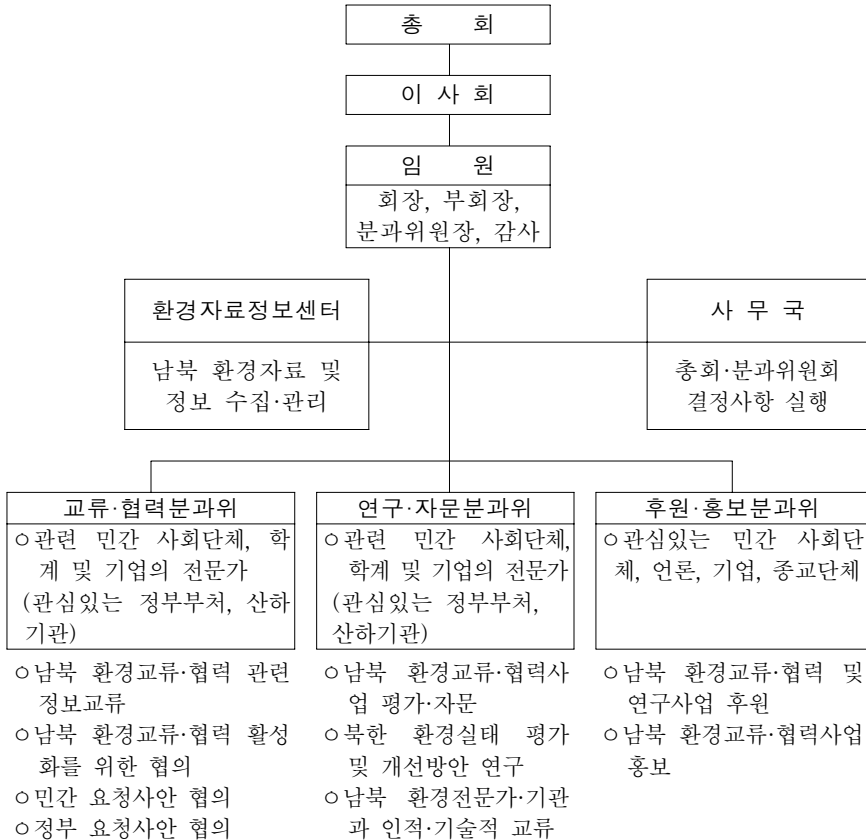 총 회
이 사 회
임 원
회장, 부회장,
분과위원장, 감사
환경자료정보센터
남북 환경자료 및
정보 수집·관리
사 무 국
총회·분과위원회
결정사항 실행
교류·협력분과위
ㅇ관련 민간 사회단체, 학
계 및 기업의 전문가
(관심있는 정부부처, 산하
기관)
ㅇ남북 환경교류·협력 관련
정보교류
ㅇ남북 환경교류·협력 활성
화를 위한 협의
ㅇ민간 요청사안 협의
ㅇ정부 요청사안 협의
연구·자문분과위
ㅇ관련 민간 사회단체,
학계 및 기업의 전문가
(관심있는 정부부처,
산하기관)
ㅇ남북 환경교류·협력사
업 평가·자문
ㅇ북한 환경실태 평가
및 개선방안 연구
ㅇ남북 환경전문가·기관
과 인적·기술적 교류
후원·홍보분과위
ㅇ관심있는 민간 사회단
체, 언론, 기업, 종교단체
ㅇ남북 환경교류·협력 및
연구사업 후원
ㅇ남북 환경교류·협력사업
홍보